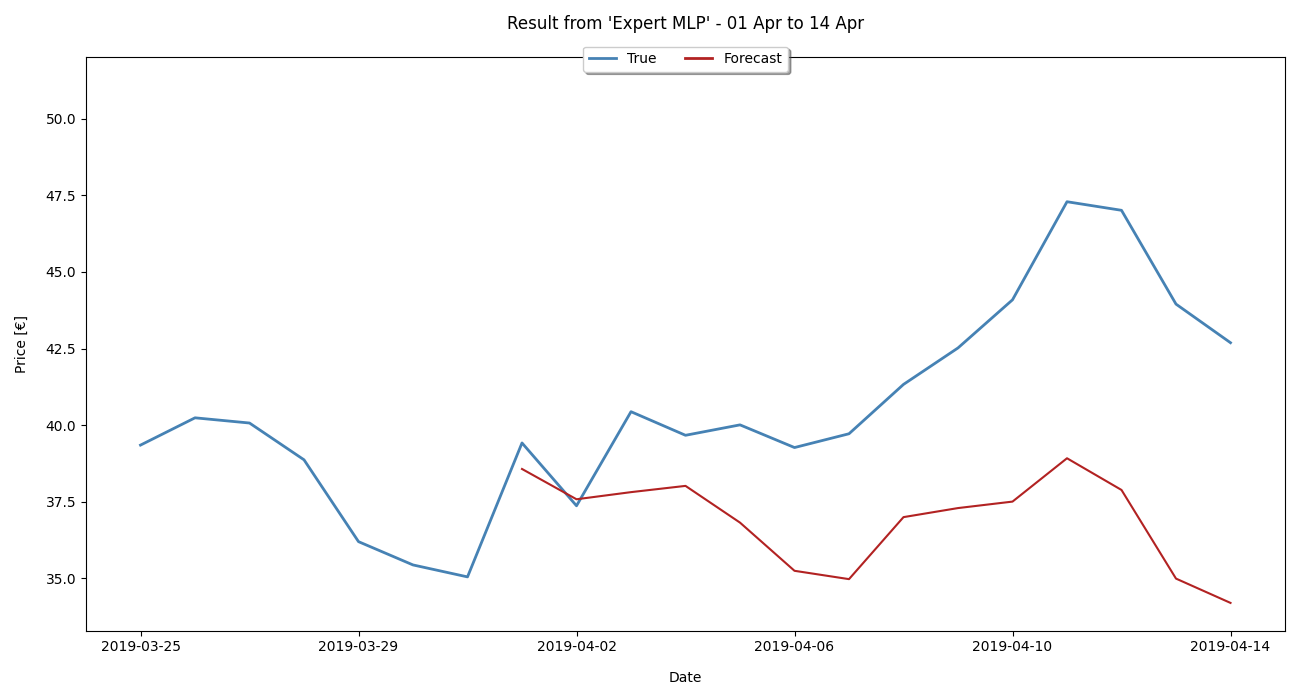 Result from 'Expert MLP' - 01 Apr to 14 Apr
True Forecast
50.0
47.5
45.0
42.5
40.0
37.5
35.0
Price [€]
2019-03-25 2019-03-29 2019-04-02 2019-04-06 2019-04-10 2019-04-14
Date